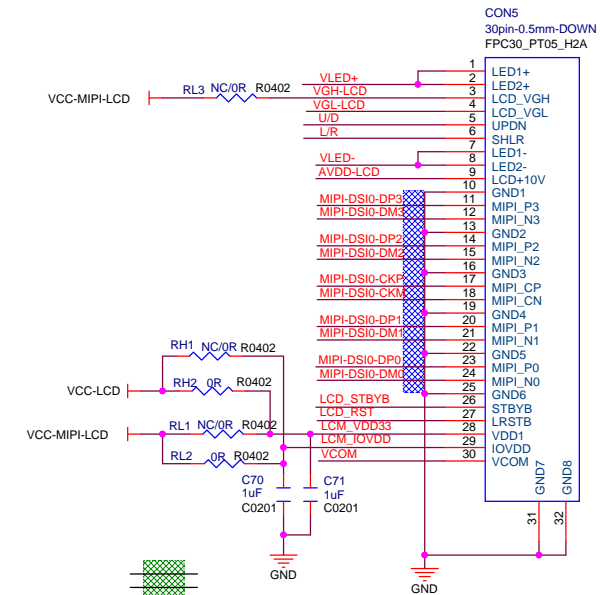 CON5
30pin-0.5mm-DOWN
FPC30_PT05_H2A
VCC-MIPI-LCD RL3 NC/0R R0402
VLED+ 1 LED1+
2 LED2+
VGH-LCD 3 LCD_VGH
VGL-LCD 4 LCD_VGL
U/D 5 UPDN
L/R 6 SHLR
7 LED1-
VLED- 8 LED2-
AVDD-LCD 9 LCD+10V
10 GND1
MIPI-DSI0-DP3 11 MIPI_P3
MIPI-DSI0-DM3 12 MIPI_N3
13 GND2
MIPI-DSI0-DP2 14 MIPI_P2
MIPI-DSI0-DM2 15 MIPI_N2
16 GND3
MIPI-DSI0-CKP 17 MIPI_CP
MIPI-DSI0-CKM 18 MIPI_CN
19 GND4
MIPI-DSI0-DP1 20 MIPI_P1
MIPI-DSI0-DM1 21 MIPI_N1
22 GND5
MIPI-DSI0-DP0 23 MIPI_P0
MIPI-DSI0-DM0 24 MIPI_N0
25 GND6
LCD_STBYB 26 STBYB
LCD_RST 27 LRSTB
LCM_VDD33 28 VDD1
LCM_IOVDD 29 IOVDD
VCOM 30 VCOM
RH1 NC/0R R0402
VCC-LCD RH2 0R R0402
VCC-MIPI-LCD RL1 NC/0R R0402
RL2 0R R0402
C70
1uF
C0201
C71
1uF
C0201
GND7
GND8
31
32
GND
GND